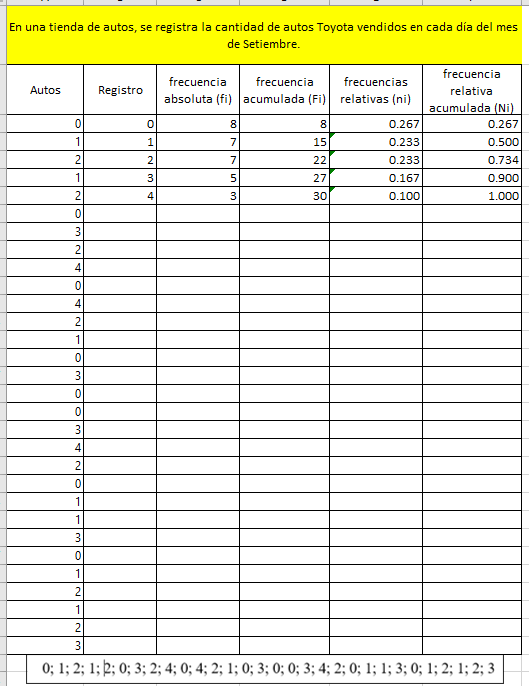 En una tienda de autos, se registra la cantidad de autos Toyota vendidos en cada día del mes
de Setiembre.
Autos Registro frecuencia absoluta (fi) frecuencia acumulada (Fi) frecuencias relativas (ni) frecuencia relativa acumulada (Ni)
0 0 8 8 0.267 0.267
1 1 7 15 0.233 0.500
2 2 7 22 0.233 0.734
1 3 5 27 0.167 0.900
2 4 3 30 0.100 1.000
0
3
2
4
0
4
2
1
0
3
0
0
3
4
2
0
1
1
3
0
1
2
1
2
3
0; 1; 2; 1; 2; 0; 3; 2; 4; 0; 4; 2; 1; 0; 3; 0; 0; 3; 4; 2; 0; 1; 1; 3; 0; 1; 2; 1; 2; 3